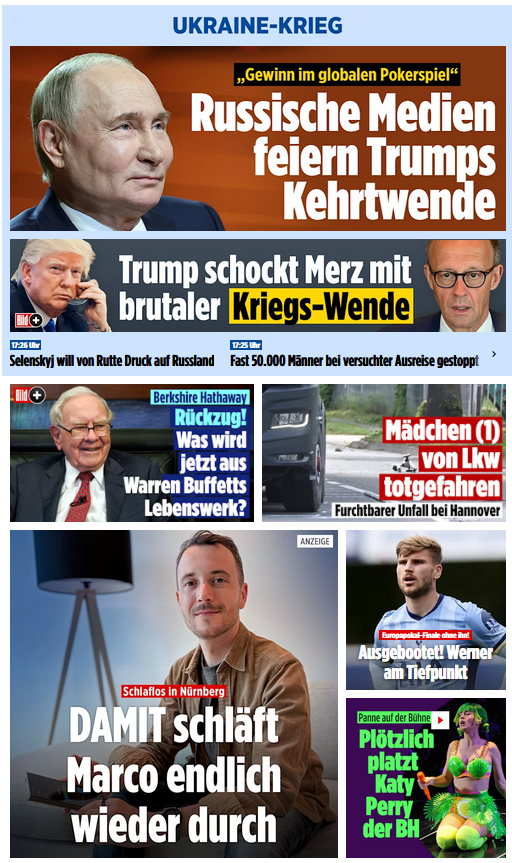 UKRAINE-KRIEG
„Gewinn im globalen Pokerspiel“
Russische Medien
feiern Trumps
Kehrtwende
Trump schockt Merz mit
brutaler Kriegs-Wende
Bild +
17:26 Uhr
Selenskyj will von Rutte Druck auf Russland
17:25 Uhr
Fast 50.000 Männer bei versuchter Ausreise gestoppt
Bild +
Berkshire Hathaway
Rückzug!
Was wird
jetzt aus
Warren Buffetts
Lebenswerk?
Mädchen (1)
von Lkw
totgefahren
Furchtbarer Unfall bei Hannover
ANZEIGE
Schlaflos in Nürnberg
DAMIT schläft
Marco endlich
wieder durch
Europapokal-Finale ohne ihn!
Ausgebootet! Werner
am Tiefpunkt
Panne auf der Bühne
Plötzlich
platzt
Katy
Perry
der BH